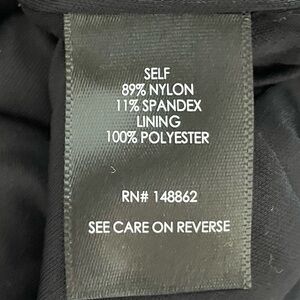 SELF
89% NYLON
11% SPANDEX
LINING
100% POLYESTER
RN# 148862
SEE CARE ON REVERSE